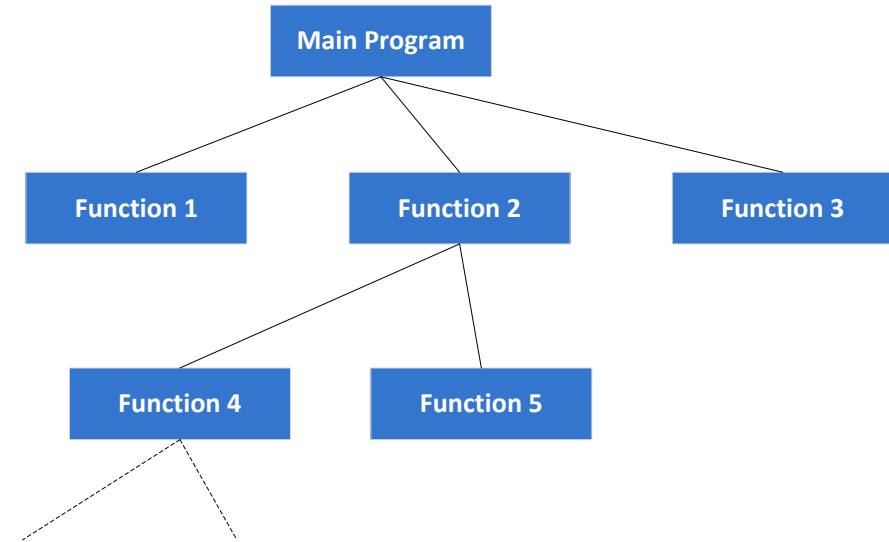 Main Program
Function 1
Function 2
Function 3
Function 4
Function 5